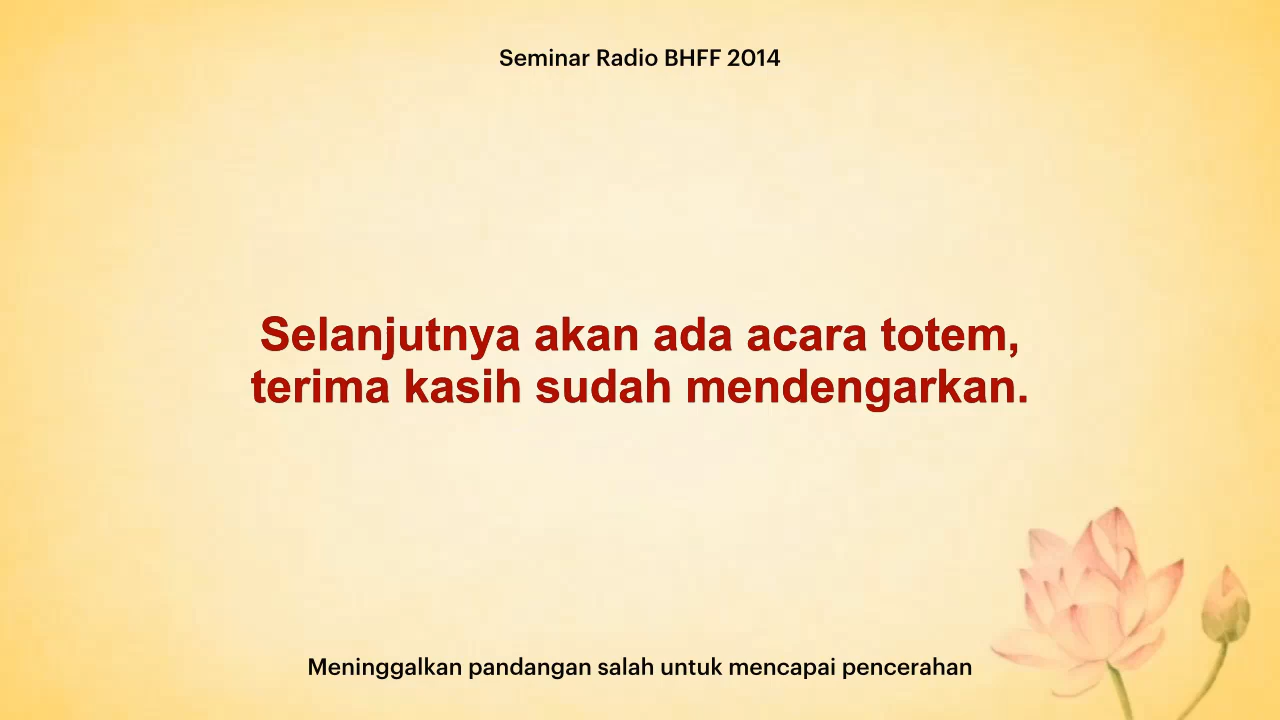 Seminar Radio BHFF 2014
Selanjutnya akan ada acara totem,
terima kasih sudah mendengarkan.
Meninggalkan pandangan salah untuk mencapai pencerahan